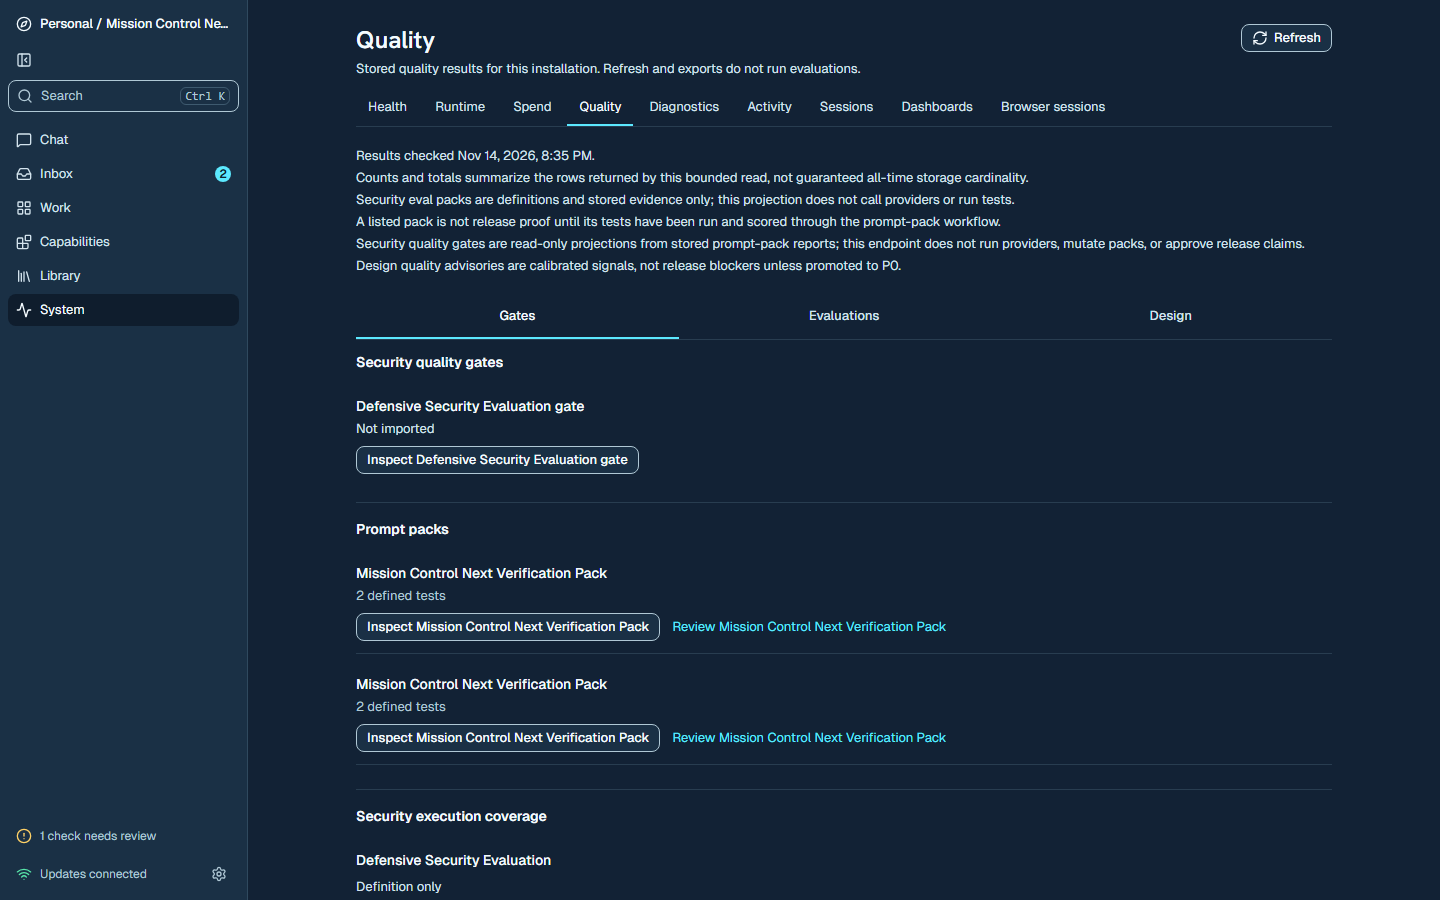 Personal / Mission Control Ne...
Search
Ctrl K
Chat
Inbox
2
Work
Capabilities
Library
System
1 check needs review
Updates connected
Quality
Refresh
Stored quality results for this installation. Refresh and exports do not run evaluations.
Health
Runtime
Spend
Quality
Diagnostics
Activity
Sessions
Dashboards
Browser sessions
Results checked Nov 14, 2026, 8:35 PM.
Counts and totals summarize the rows returned by this bounded read, not guaranteed all-time storage cardinality.
Security eval packs are definitions and stored evidence only; this projection does not call providers or run tests.
A listed pack is not release proof until its tests have been run and scored through the prompt-pack workflow.
Security quality gates are read-only projections from stored prompt-pack reports; this endpoint does not run providers, mutate packs, or approve release claims.
Design quality advisories are calibrated signals, not release blockers unless promoted to P0.
Gates
Evaluations
Design
Security quality gates
Defensive Security Evaluation gate
Not imported
Inspect Defensive Security Evaluation gate
Prompt packs
Mission Control Next Verification Pack
2 defined tests
Inspect Mission Control Next Verification Pack
Review Mission Control Next Verification Pack
Mission Control Next Verification Pack
2 defined tests
Inspect Mission Control Next Verification Pack
Review Mission Control Next Verification Pack
Security execution coverage
Defensive Security Evaluation
Definition only